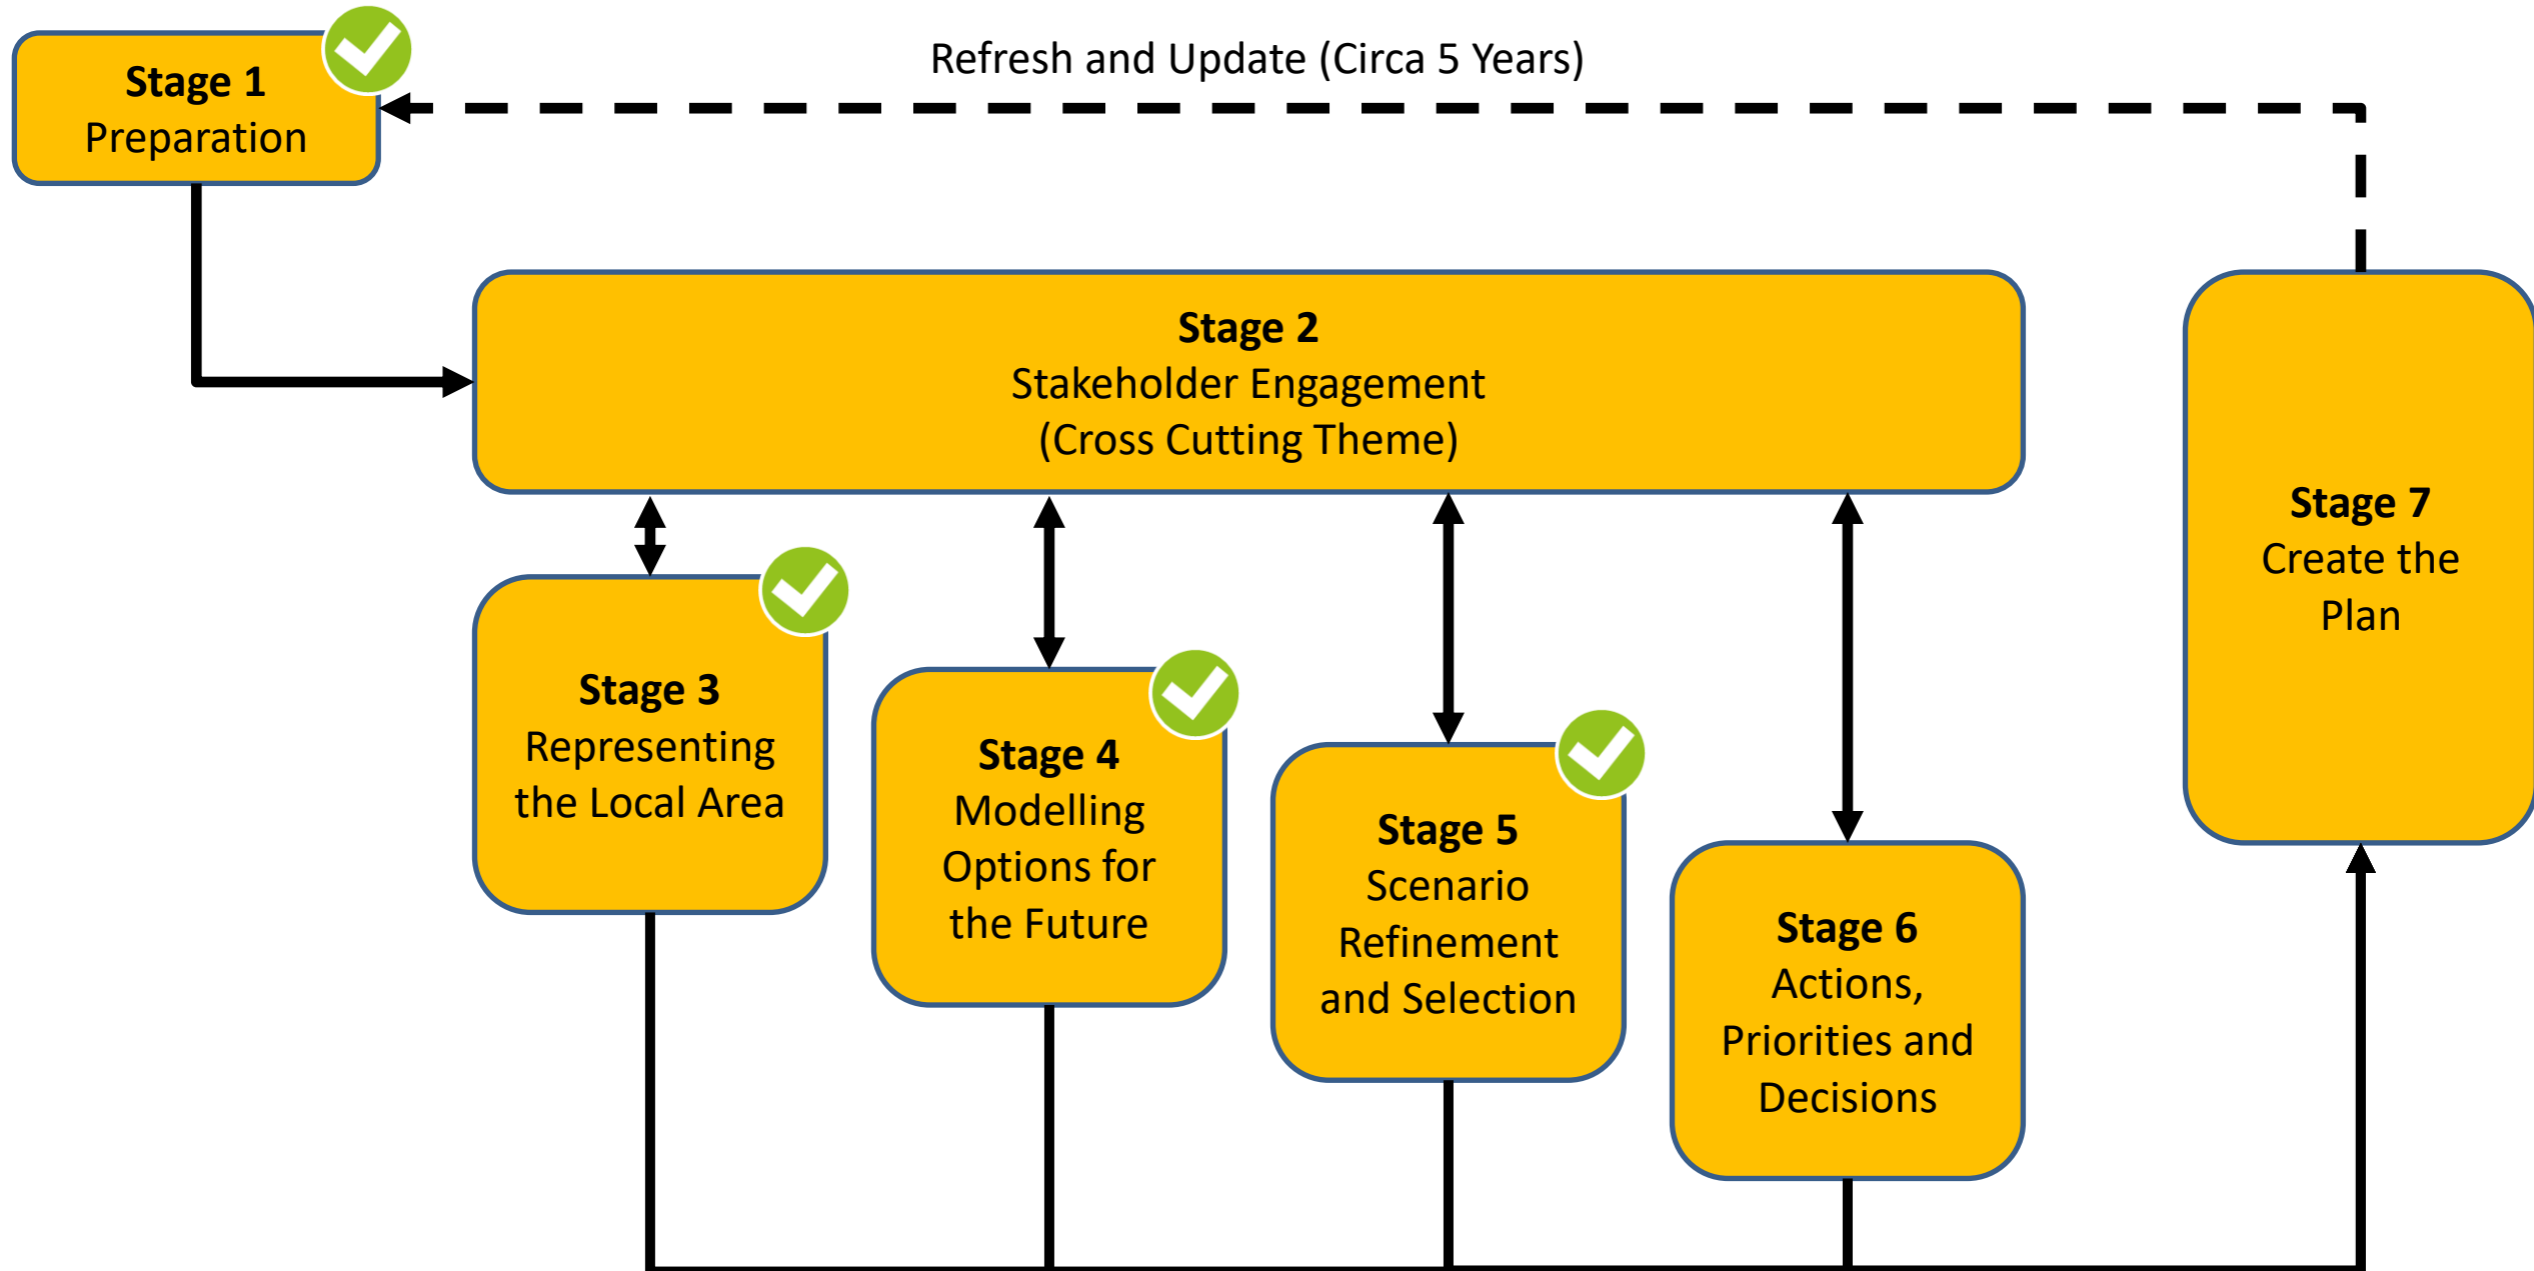 Stage 1
Preparation
Refresh and Update (Circa 5 Years)
Stage 2
Stakeholder Engagement
(Cross Cutting Theme)
Stage 3
Representing
the Local Area
Stage 4
Modelling
Options for
the Future
Stage 5
Scenario
Refinement
and Selection
Stage 6
Actions,
Priorities and
Decisions
Stage 7
Create the
Plan